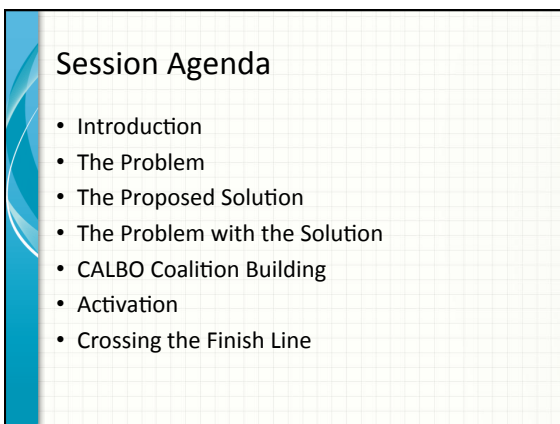 Session Agenda
• Introduction
• The Problem
• The Proposed Solution
• The Problem with the Solution
• CALBO Coalition Building
• Activation
• Crossing the Finish Line